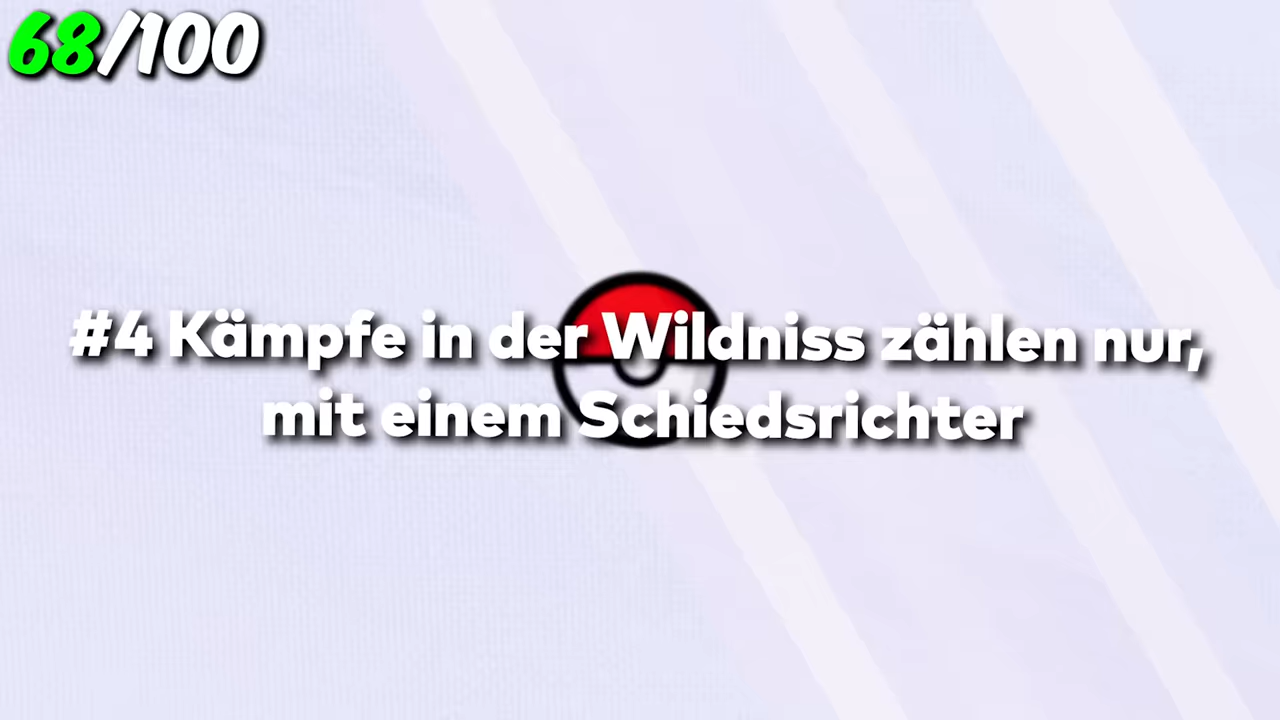 68/100
#4 Kämpfe in der Wildniss zählen nur,
mit einem Schiedsrichter